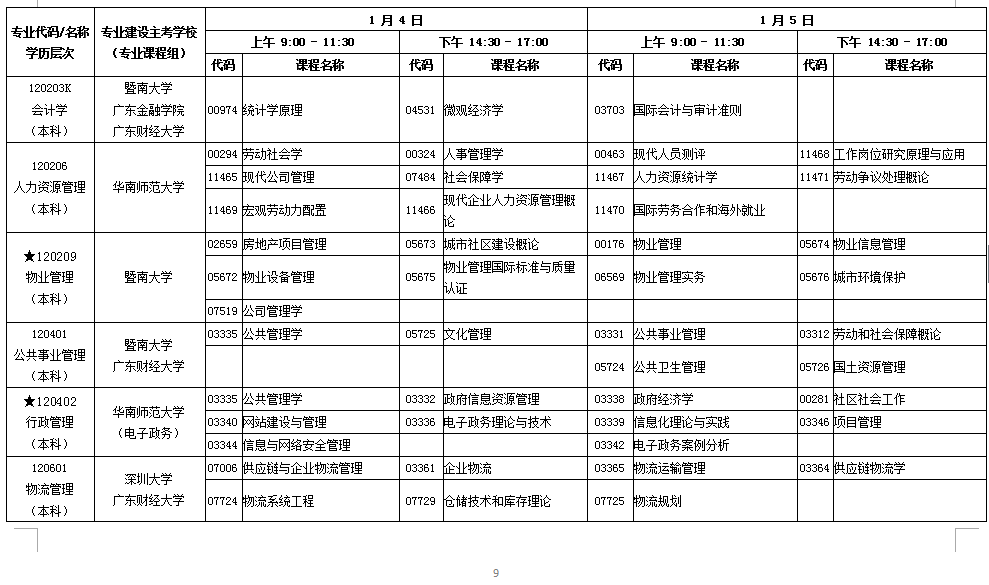 专业代码/名称 专业建设主考学校 1 月 4 日 1 月 5 日
学历层次 （专业课程组） 上午 9:00 - 11:30 下午 14:30 - 17:00 上午 9:00 - 11:30 下午 14:30 - 17:00
代码 课程名称 代码 课程名称 代码 课程名称 代码 课程名称
120203K 暨南大学
会计学 广东金融学院 00974 统计学原理 04531 微观经济学 03703 国际会计与审计准则
（本科） 广东财经大学
00294 劳动社会学 00324 人事管理学 00463 现代人员测评 11468 工作岗位研究原理与应用
120206
人力资源管理 华南师范大学 11465 现代公司管理 07484 社会保障学 11467 人力资源统计学 11471 劳动争议处理概论
（本科） 11469 宏观劳动力配置 11466 现代企业人力资源管理概
论 11470 国际劳务合作和海外就业
02659 房地产项目管理 05673 城市社区建设概论 00176 物业管理 05674 物业信息管理
★120209
物业管理 暨南大学 05672 物业设备管理 05675 物业管理国际标准与质量
认证 06569 物业管理实务 05676 城市环境保护
（本科）
07519 公司管理学
120401 03335 公共管理学 05725 文化管理 03331 公共事业管理 03312 劳动和社会保障概论
公共事业管理 暨南大学
（本科） 广东财经大学 05724 公共卫生管理 05726 国土资源管理
★120402 03335 公共管理学 03332 政府信息资源管理 03338 政府经济学 00281 社区社会工作
行政管理 华南师范大学 03340 网站建设与管理 03336 电子政务理论与技术 03339 信息化理论与实践 03346 项目管理
（本科） （电子政务） 03344 信息与网络安全管理 03342 电子政务案例分析
120601 07006 供应链与企业物流管理 03361 企业物流 03365 物流运输管理 03364 供应链物流学
物流管理 深圳大学
（本科） 广东财经大学 07724 物流系统工程 07729 仓储技术和库存理论 07725 物流规划
9